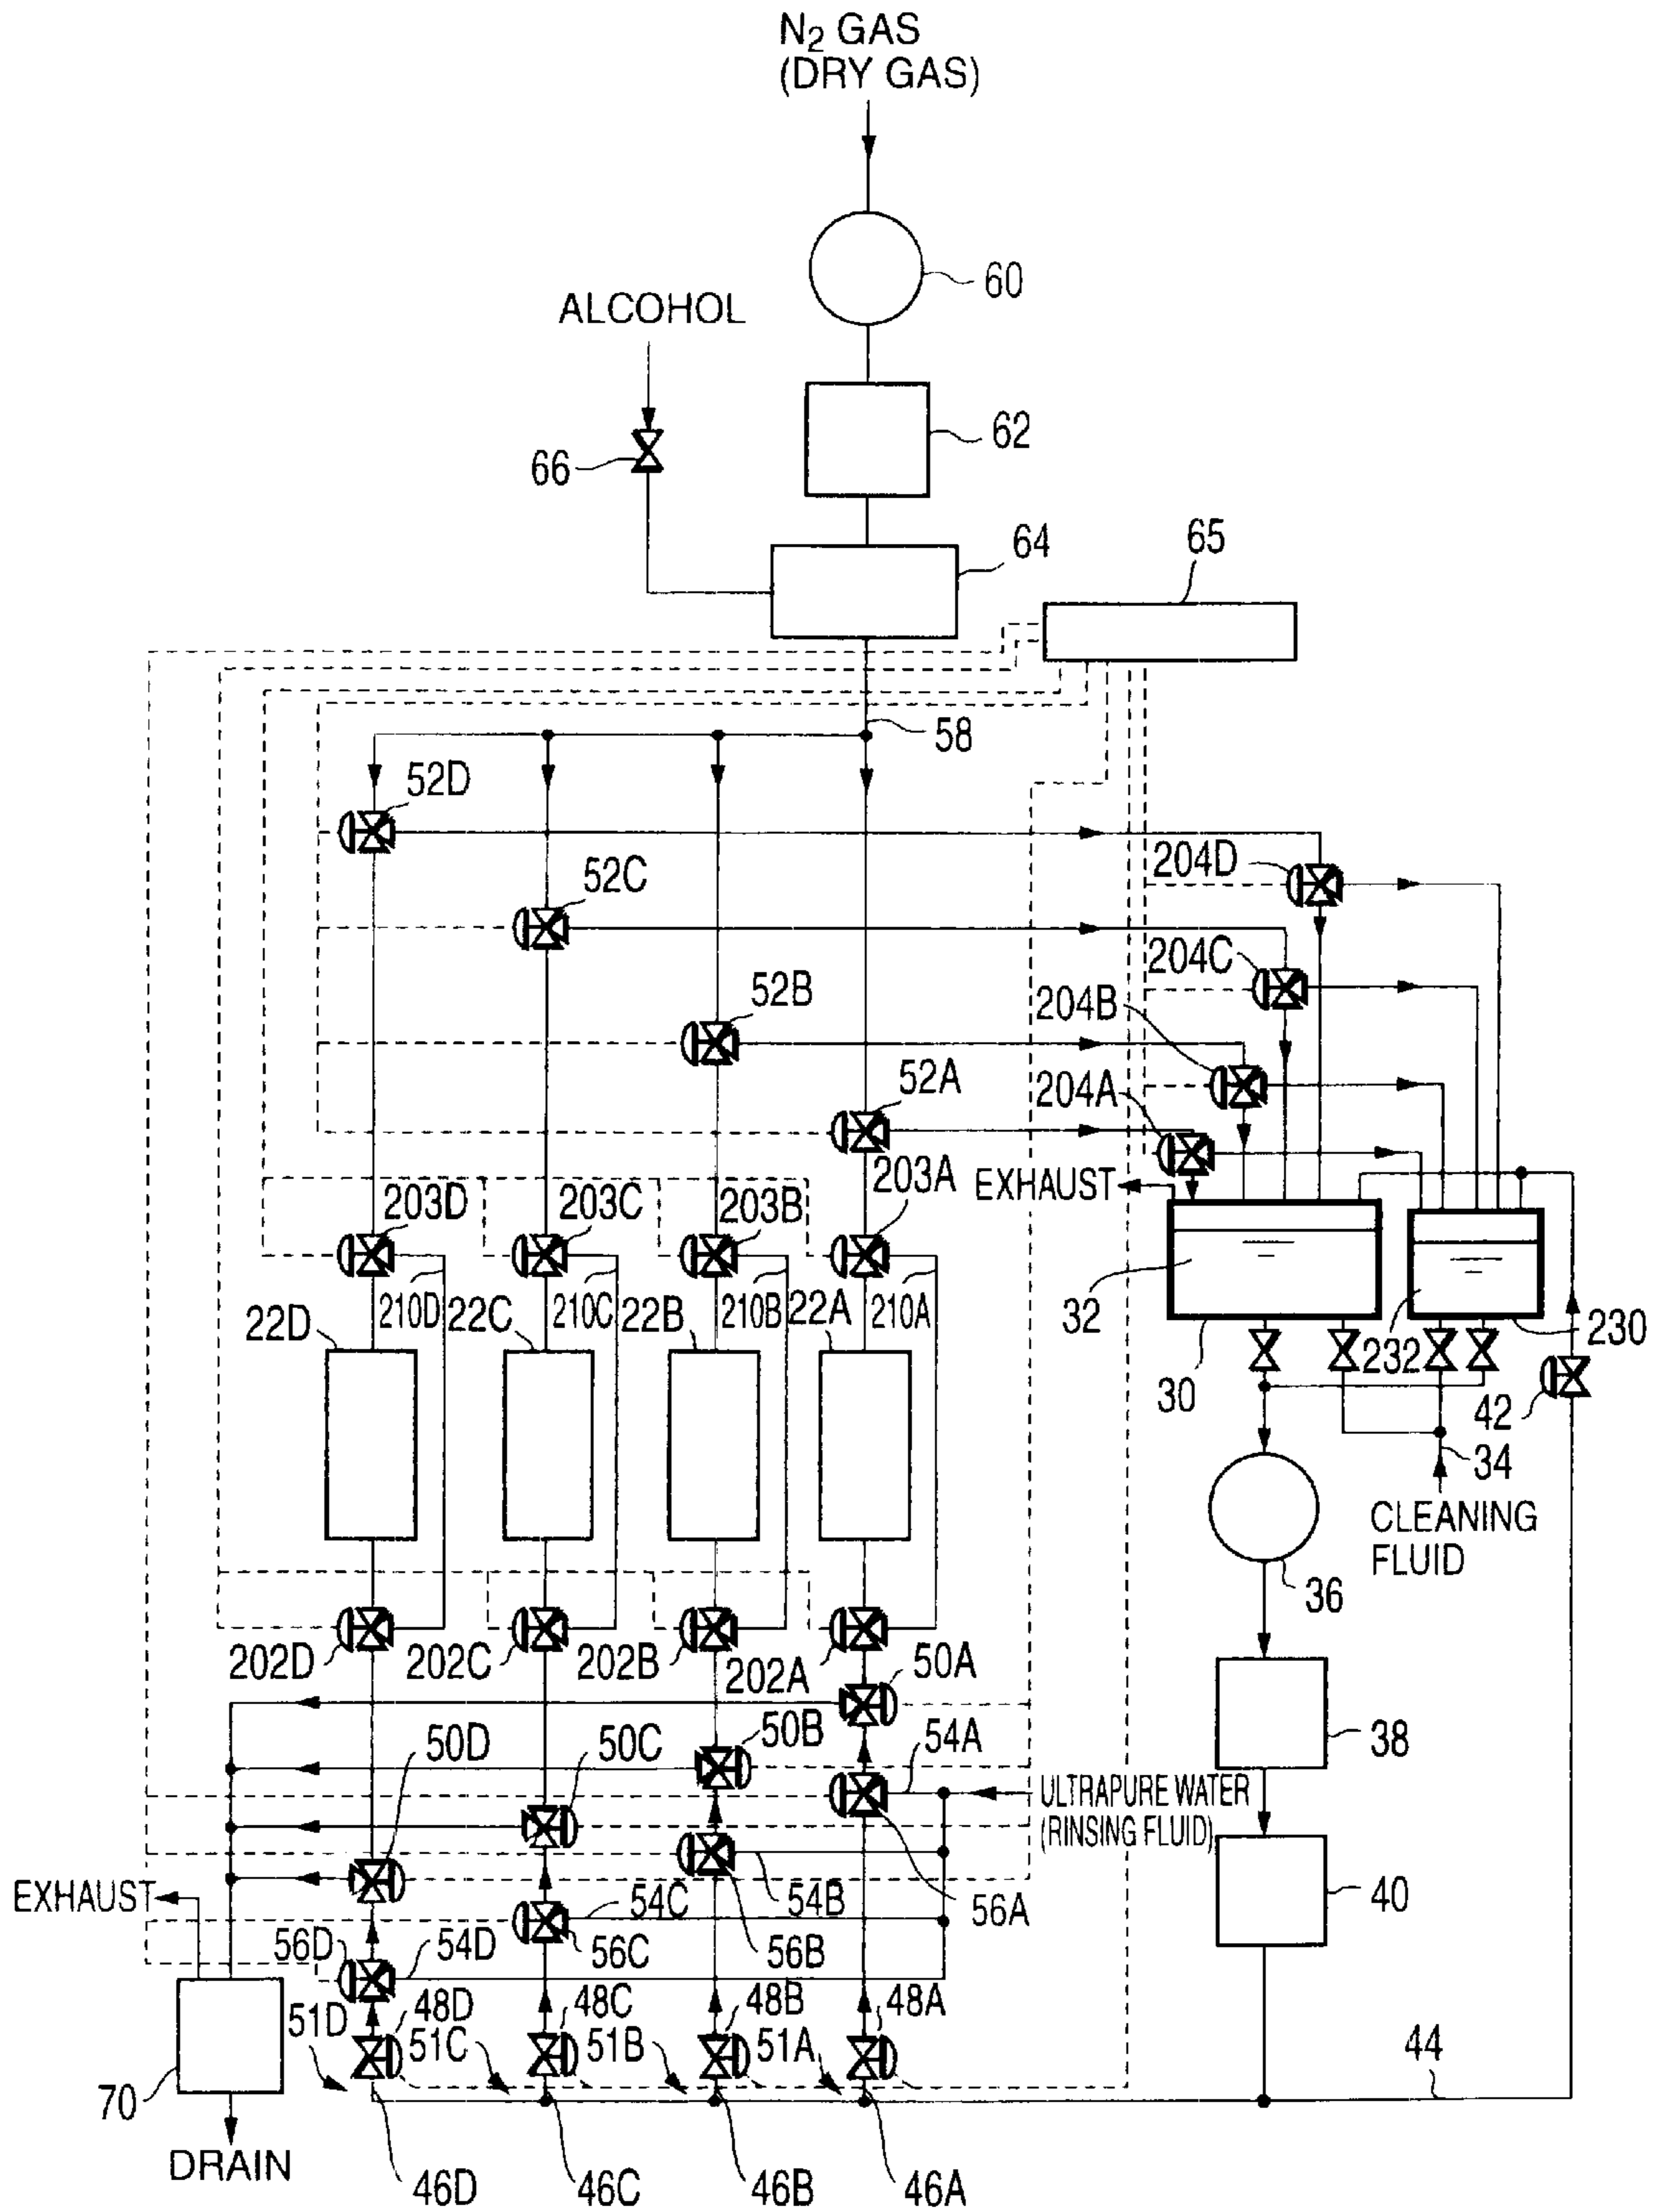 N2 GAS
(DRY GAS)
60
ALCOHOL
62
66
64
65
58
52D
204D
52C
204C
52B
204B
52A
204A
203A
EXHAUST
203D
203C
203B
210D
210C
210B
210A
22D
22C
22B
22A
32
232
230
30
42
34
CLEANING
FLUID
36
202D
202C
202B
202A
50A
50D
50C
50B
54A
38
ULTRAPURE WATER
(RINSING FLUID)
EXHAUST
54C
54B
56A
40
56D
54D
56C
56B
51D
48D
48C
48B
48A
51C
51B
51A
44
70
DRAIN
46D
46C
46B
46A